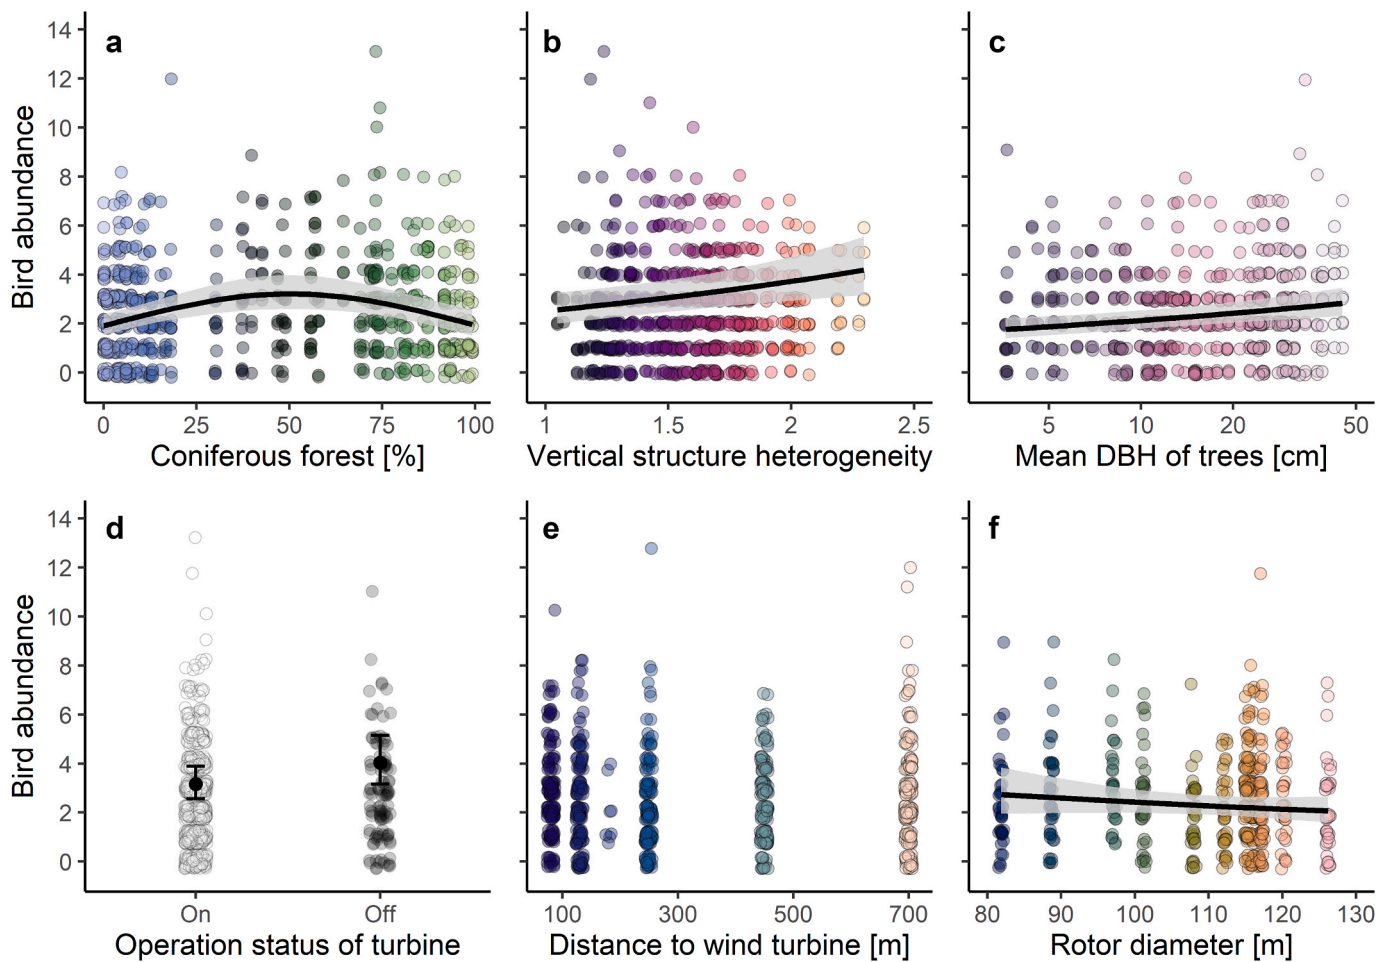 a
b
c
Bird abundance
14
12
10
8
6
4
2
0
0 25 50 75 100
1 1.5 2 2.5
5 10 20 50
Coniferous forest [%]
Vertical structure heterogeneity
Mean DBH of trees [cm]
d
e
f
Bird abundance
14
12
10
8
6
4
2
0
On Off
100 300 500 700
80 90 100 110 120 130
Operation status of turbine
Distance to wind turbine [m]
Rotor diameter [m]